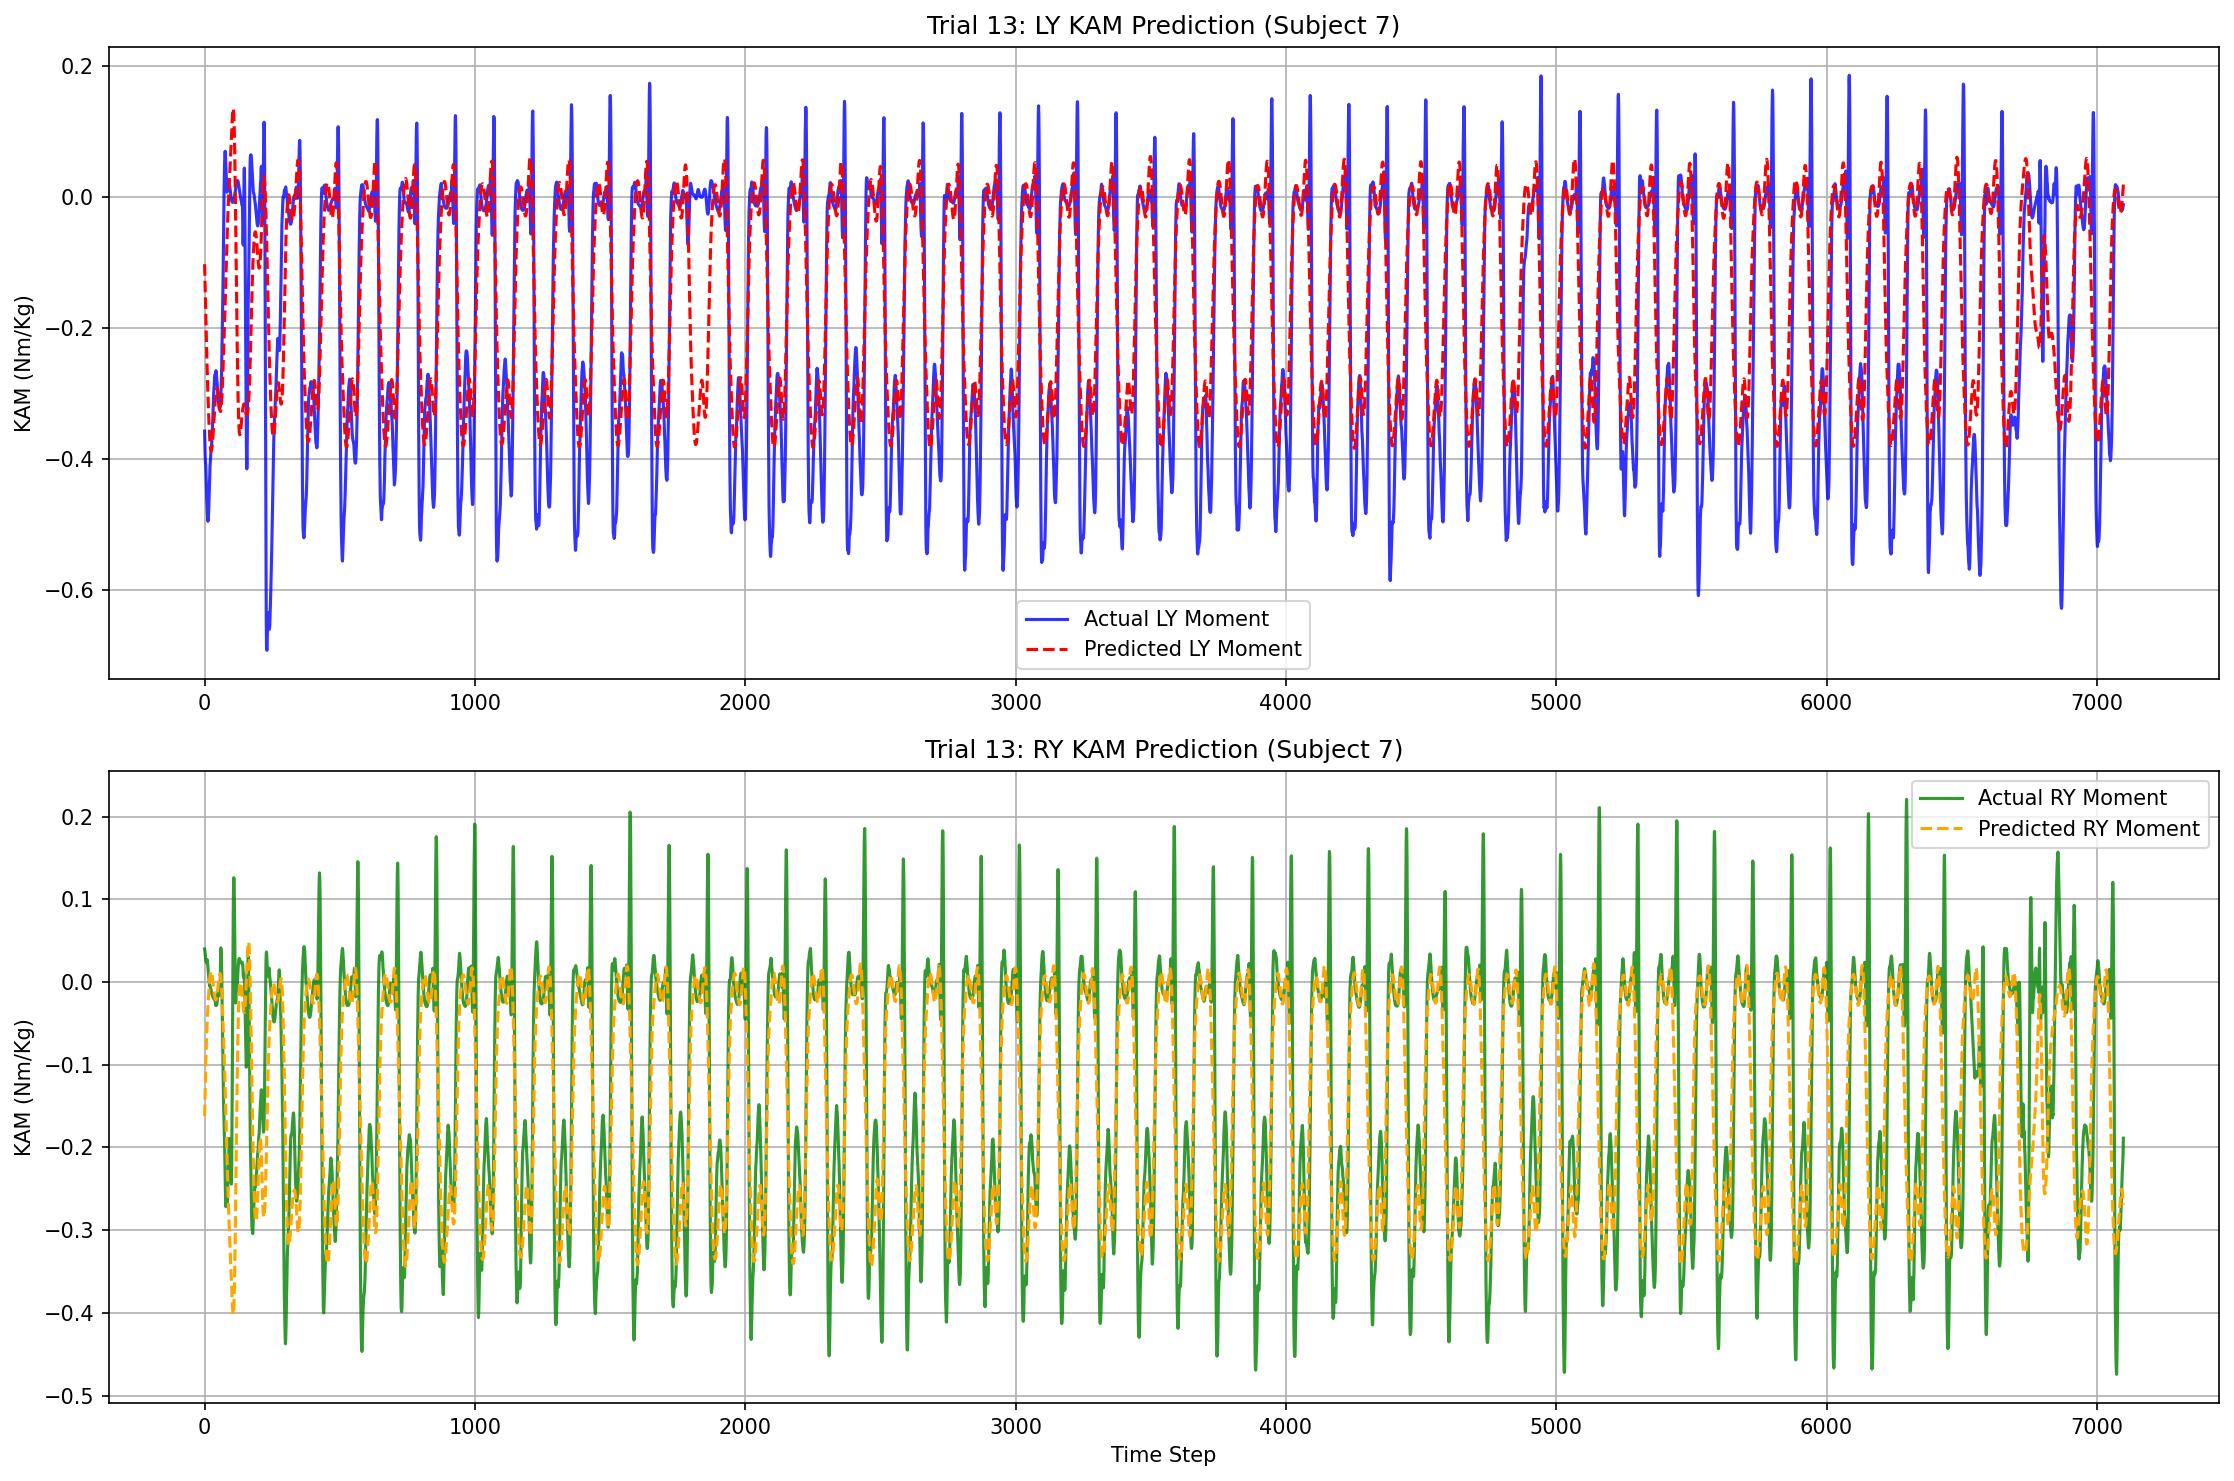 Trial 13: LY KAM Prediction (Subject 7)
KAM (Nm/Kg)
0.2
0.0
−0.2
−0.4
−0.6
Actual LY Moment
Predicted LY Moment
0 1000 2000 3000 4000 5000 6000 7000
Trial 13: RY KAM Prediction (Subject 7)
KAM (Nm/Kg)
0.2
0.1
0.0
−0.1
−0.2
−0.3
−0.4
−0.5
Actual RY Moment
Predicted RY Moment
0 1000 2000 3000 4000 5000 6000 7000
Time Step